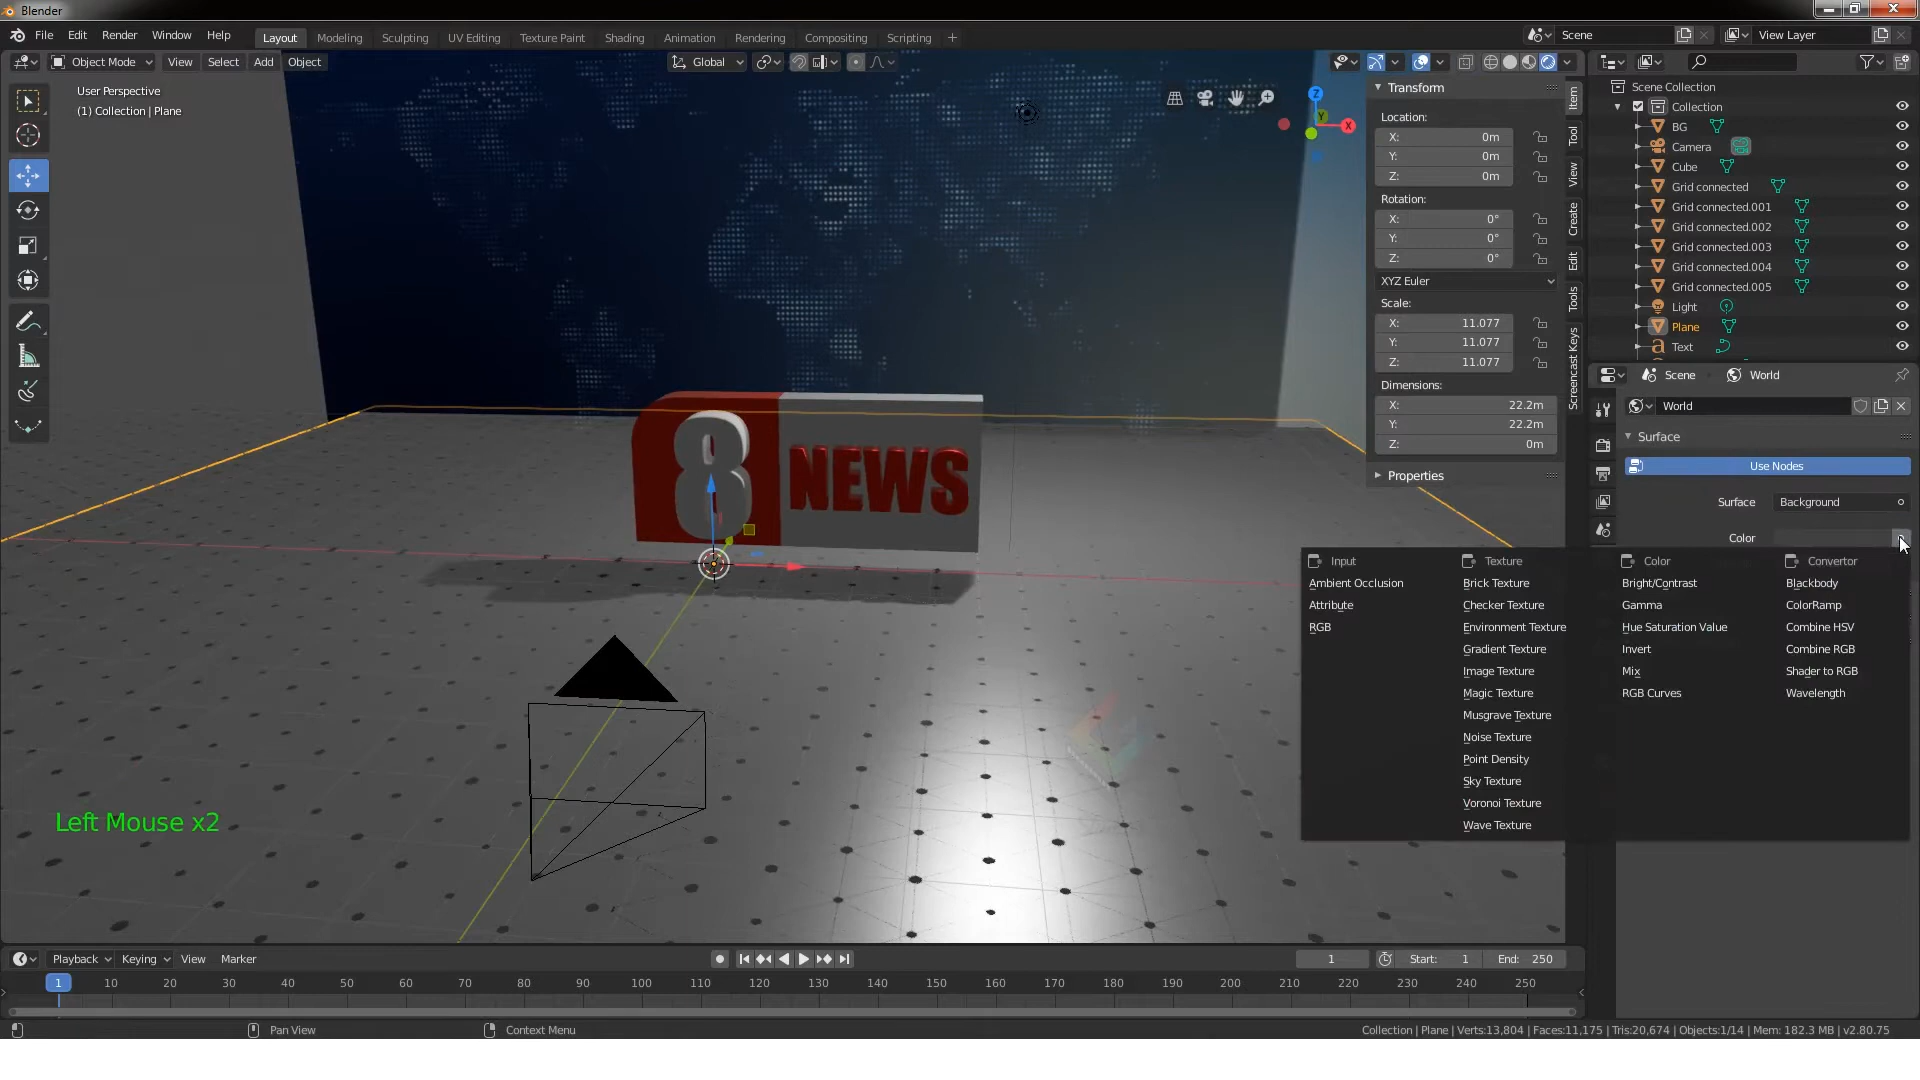 Blender
File Edit Render Window Help
Layout Modeling Sculpting UV Editing Texture Paint Shading Animation Rendering Compositing Scripting +
Scene
View Layer
Object Mode View Select Add Object
Global
User Perspective
(1) Collection | Plane
Z
Y
X
8 NEWS
Left Mouse x2
Transform
Location:
X: 0m
Y: 0m
Z: 0m
Rotation:
X: 0°
Y: 0°
Z: 0°
XYZ Euler
Scale:
X: 11.077
Y: 11.077
Z: 11.077
Dimensions:
X: 22.2m
Y: 22.2m
Z: 0m
Properties
Item
Tool
View
Create
Edit
Tools
Screencast Keys
Scene Collection
Collection
BG
Camera
Cube
Grid connected
Grid connected.001
Grid connected.002
Grid connected.003
Grid connected.004
Grid connected.005
Light
Plane
Text
Scene World
World
Surface
Use Nodes
Surface Background
Color
Input
Ambient Occlusion
Attribute
RGB
Texture
Brick Texture
Checker Texture
Environment Texture
Gradient Texture
Image Texture
Magic Texture
Musgrave Texture
Noise Texture
Point Density
Sky Texture
Voronoi Texture
Wave Texture
Color
Bright/Contrast
Gamma
Hue Saturation Value
Invert
Mix
RGB Curves
Convertor
Blackbody
ColorRamp
Combine HSV
Combine RGB
Shader to RGB
Wavelength
Playback Keying View Marker
1 Start: 1 End: 250
1 10 20 30 40 50 60 70 80 90 100 110 120 130 140 150 160 170 180 190 200 210 220 230 240 250
Pan View
Context Menu
Collection | Plane | Verts:13,804 | Faces:11,175 | Tris:20,674 | Objects:1/14 | Mem: 182.3 MB | v2.80.75